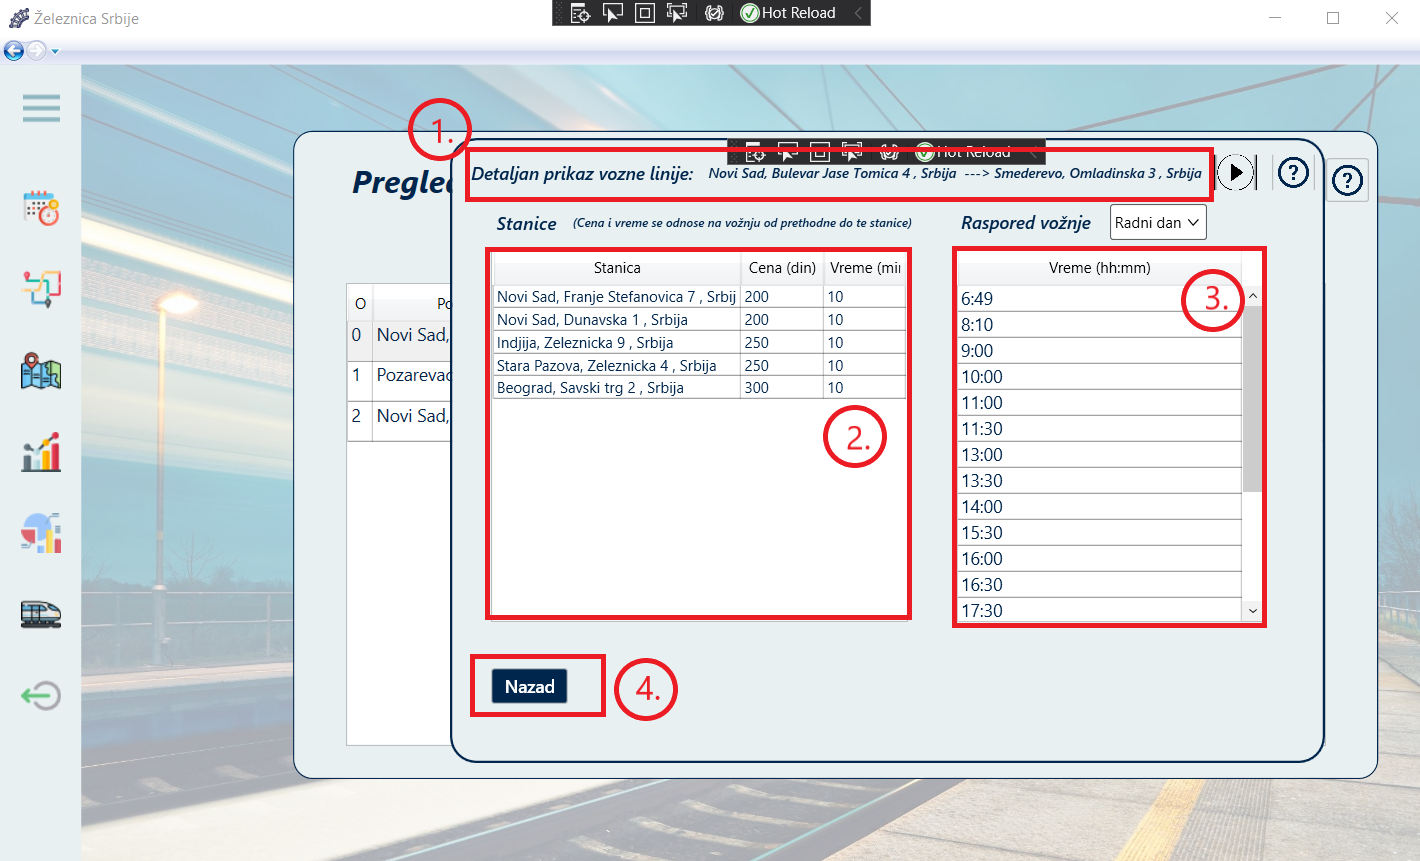 Železnica Srbije
Hot Reload
1.
Hot Reload
Detaljan prikaz vozne linije: Novi Sad, Bulevar Jase Tomica 4 , Srbija ---> Smederevo, Omladinska 3 , Srbija
Stanice (Cena i vreme se odnose na vožnju od prethodne do te stanice)
Stanica Cena (din) Vreme (min
Novi Sad, Franje Stefanovica 7 , Srbij 200 10
Novi Sad, Dunavska 1 , Srbija 200 10
Indjija, Zeleznicka 9 , Srbija 250 10
Stara Pazova, Zeleznicka 4 , Srbija 250 10
Beograd, Savski trg 2 , Srbija 300 10
2.
Raspored vožnje Radni dan
Vreme (hh:mm)
3.
6:49
8:10
9:00
10:00
11:00
11:30
13:00
13:30
14:00
15:30
16:00
16:30
17:30
Nazad
4.
Pregle
O Po
0 Novi Sad,
1 Pozarevac
2 Novi Sad,